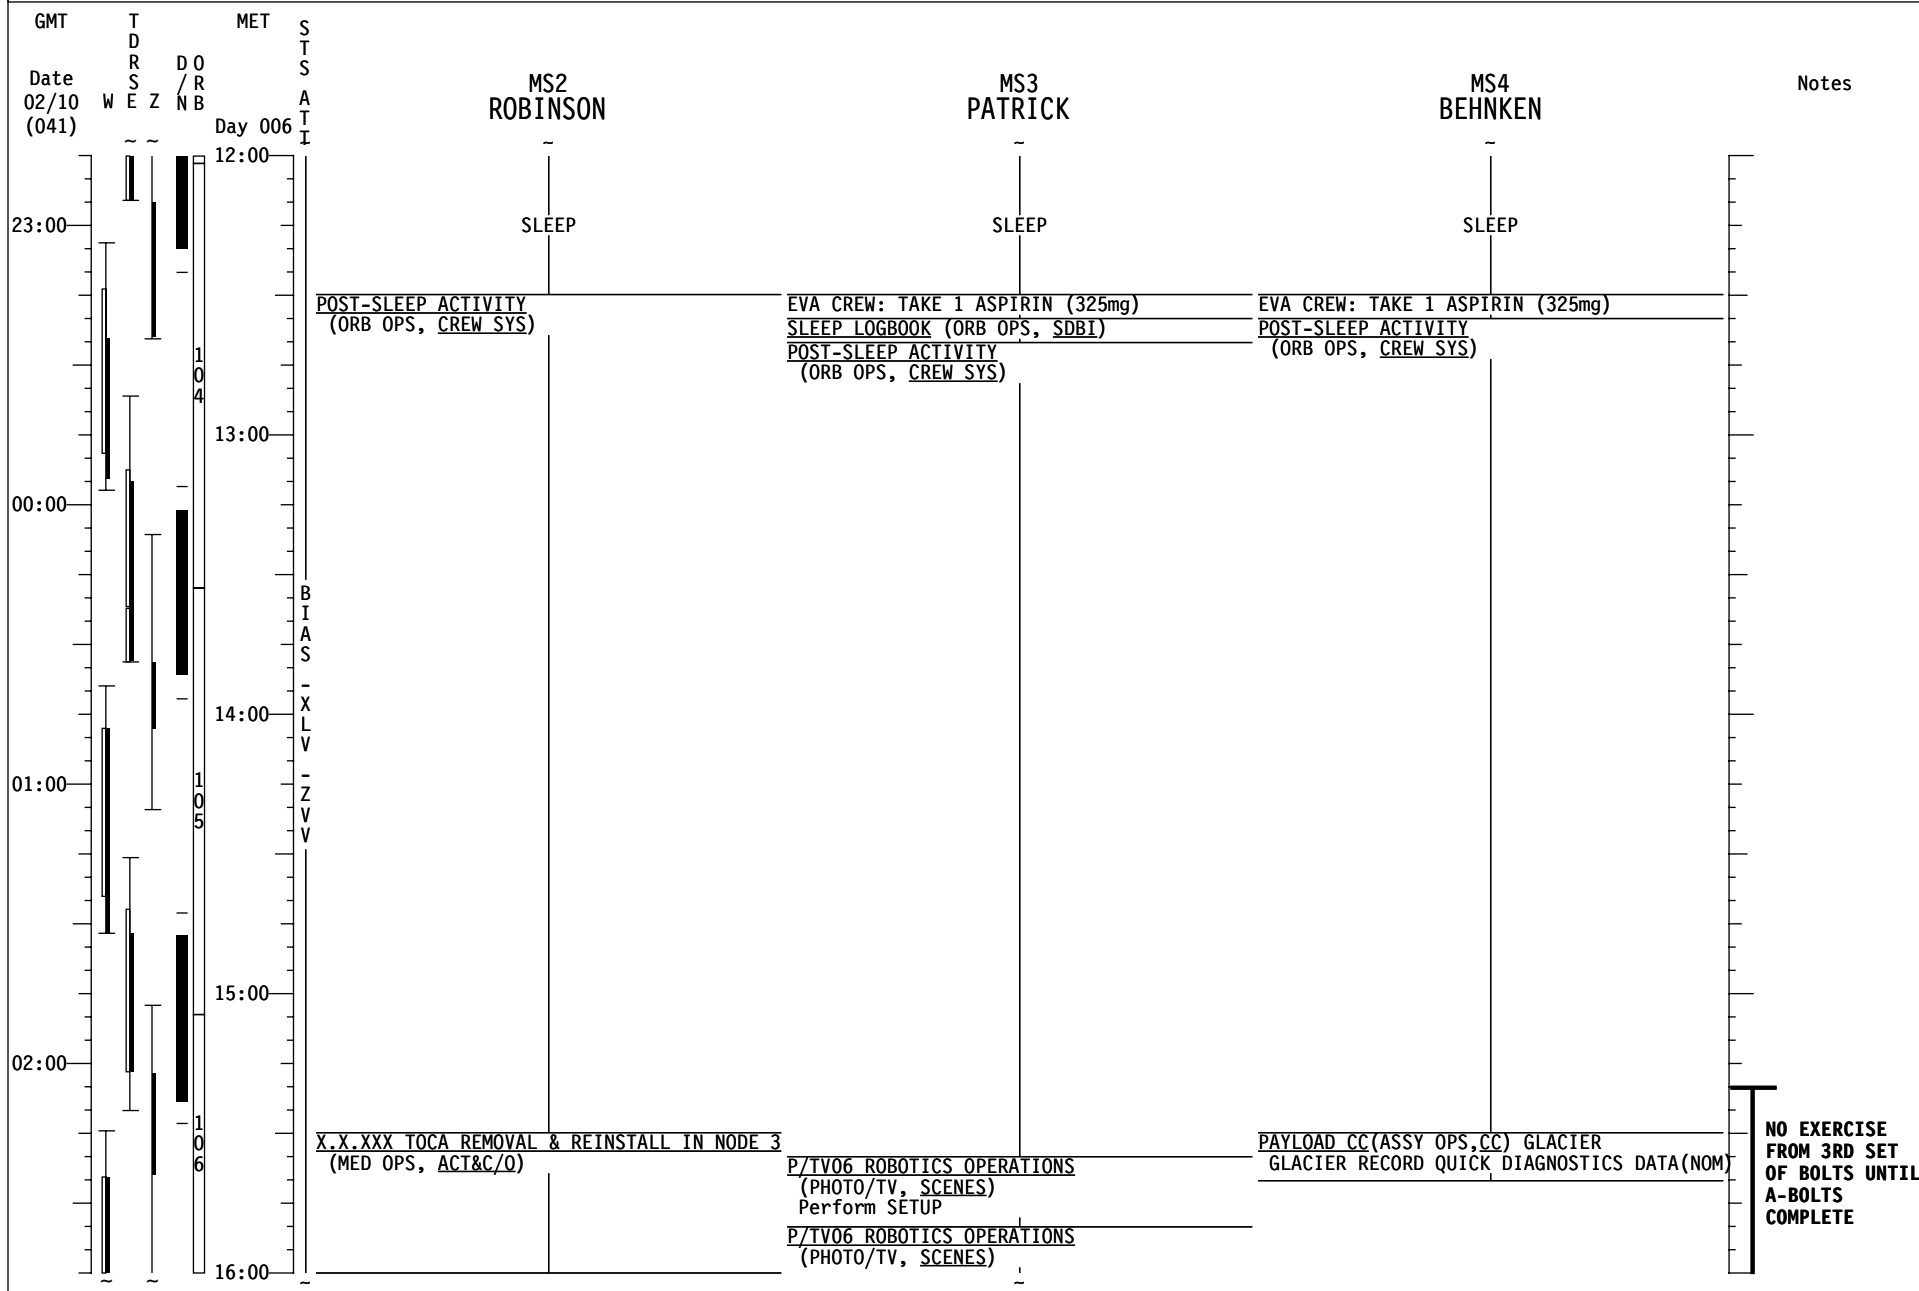 GMT
TDRS
MET
STS ATT
Date
02/10
(041)
W E Z
D/N
ORB
Day 006
MS2
ROBINSON
MS3
PATRICK
MS4
BEHNKEN
Notes
~ ~ ~ ~ ~
12:00
23:00
SLEEP
SLEEP
SLEEP
POST-SLEEP ACTIVITY
(ORB OPS, CREW SYS)
EVA CREW: TAKE 1 ASPIRIN (325mg)
SLEEP LOGBOOK (ORB OPS, SDBI)
POST-SLEEP ACTIVITY
(ORB OPS, CREW SYS)
EVA CREW: TAKE 1 ASPIRIN (325mg)
POST-SLEEP ACTIVITY
(ORB OPS, CREW SYS)
104
13:00
00:00
BIAS -XLV -ZVV
14:00
01:00
105
15:00
02:00
106
X.X.XXX TOCA REMOVAL & REINSTALL IN NODE 3
(MED OPS, ACT&C/O)
P/TV06 ROBOTICS OPERATIONS
(PHOTO/TV, SCENES)
Perform SETUP
P/TV06 ROBOTICS OPERATIONS
(PHOTO/TV, SCENES)
PAYLOAD CC(ASSY OPS,CC) GLACIER
GLACIER RECORD QUICK DIAGNOSTICS DATA(NOM)
NO EXERCISE
FROM 3RD SET
OF BOLTS UNTIL
A-BOLTS
COMPLETE
16:00
~ ~ ~ ~